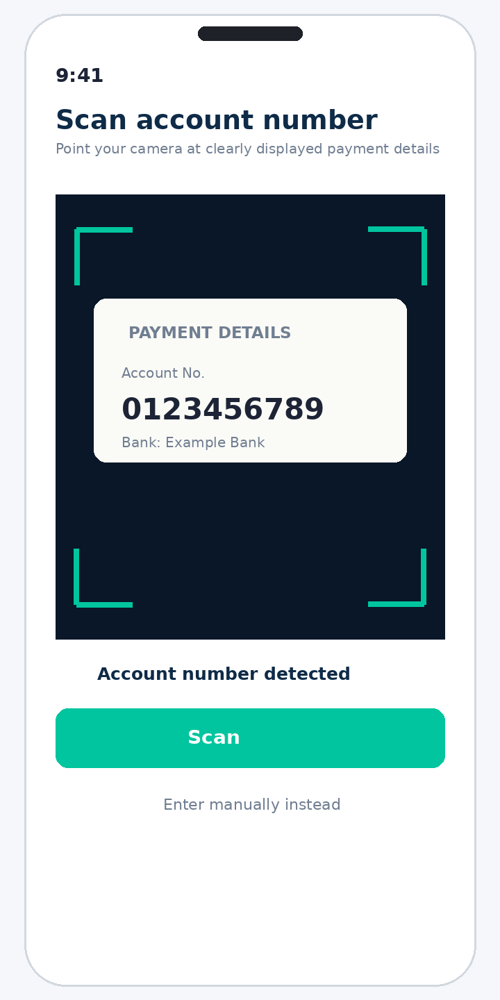 9:41
Scan account number
Point your camera at clearly displayed payment details
PAYMENT DETAILS
Account No.
0123456789
Bank: Example Bank
Account number detected
Scan
Enter manually instead